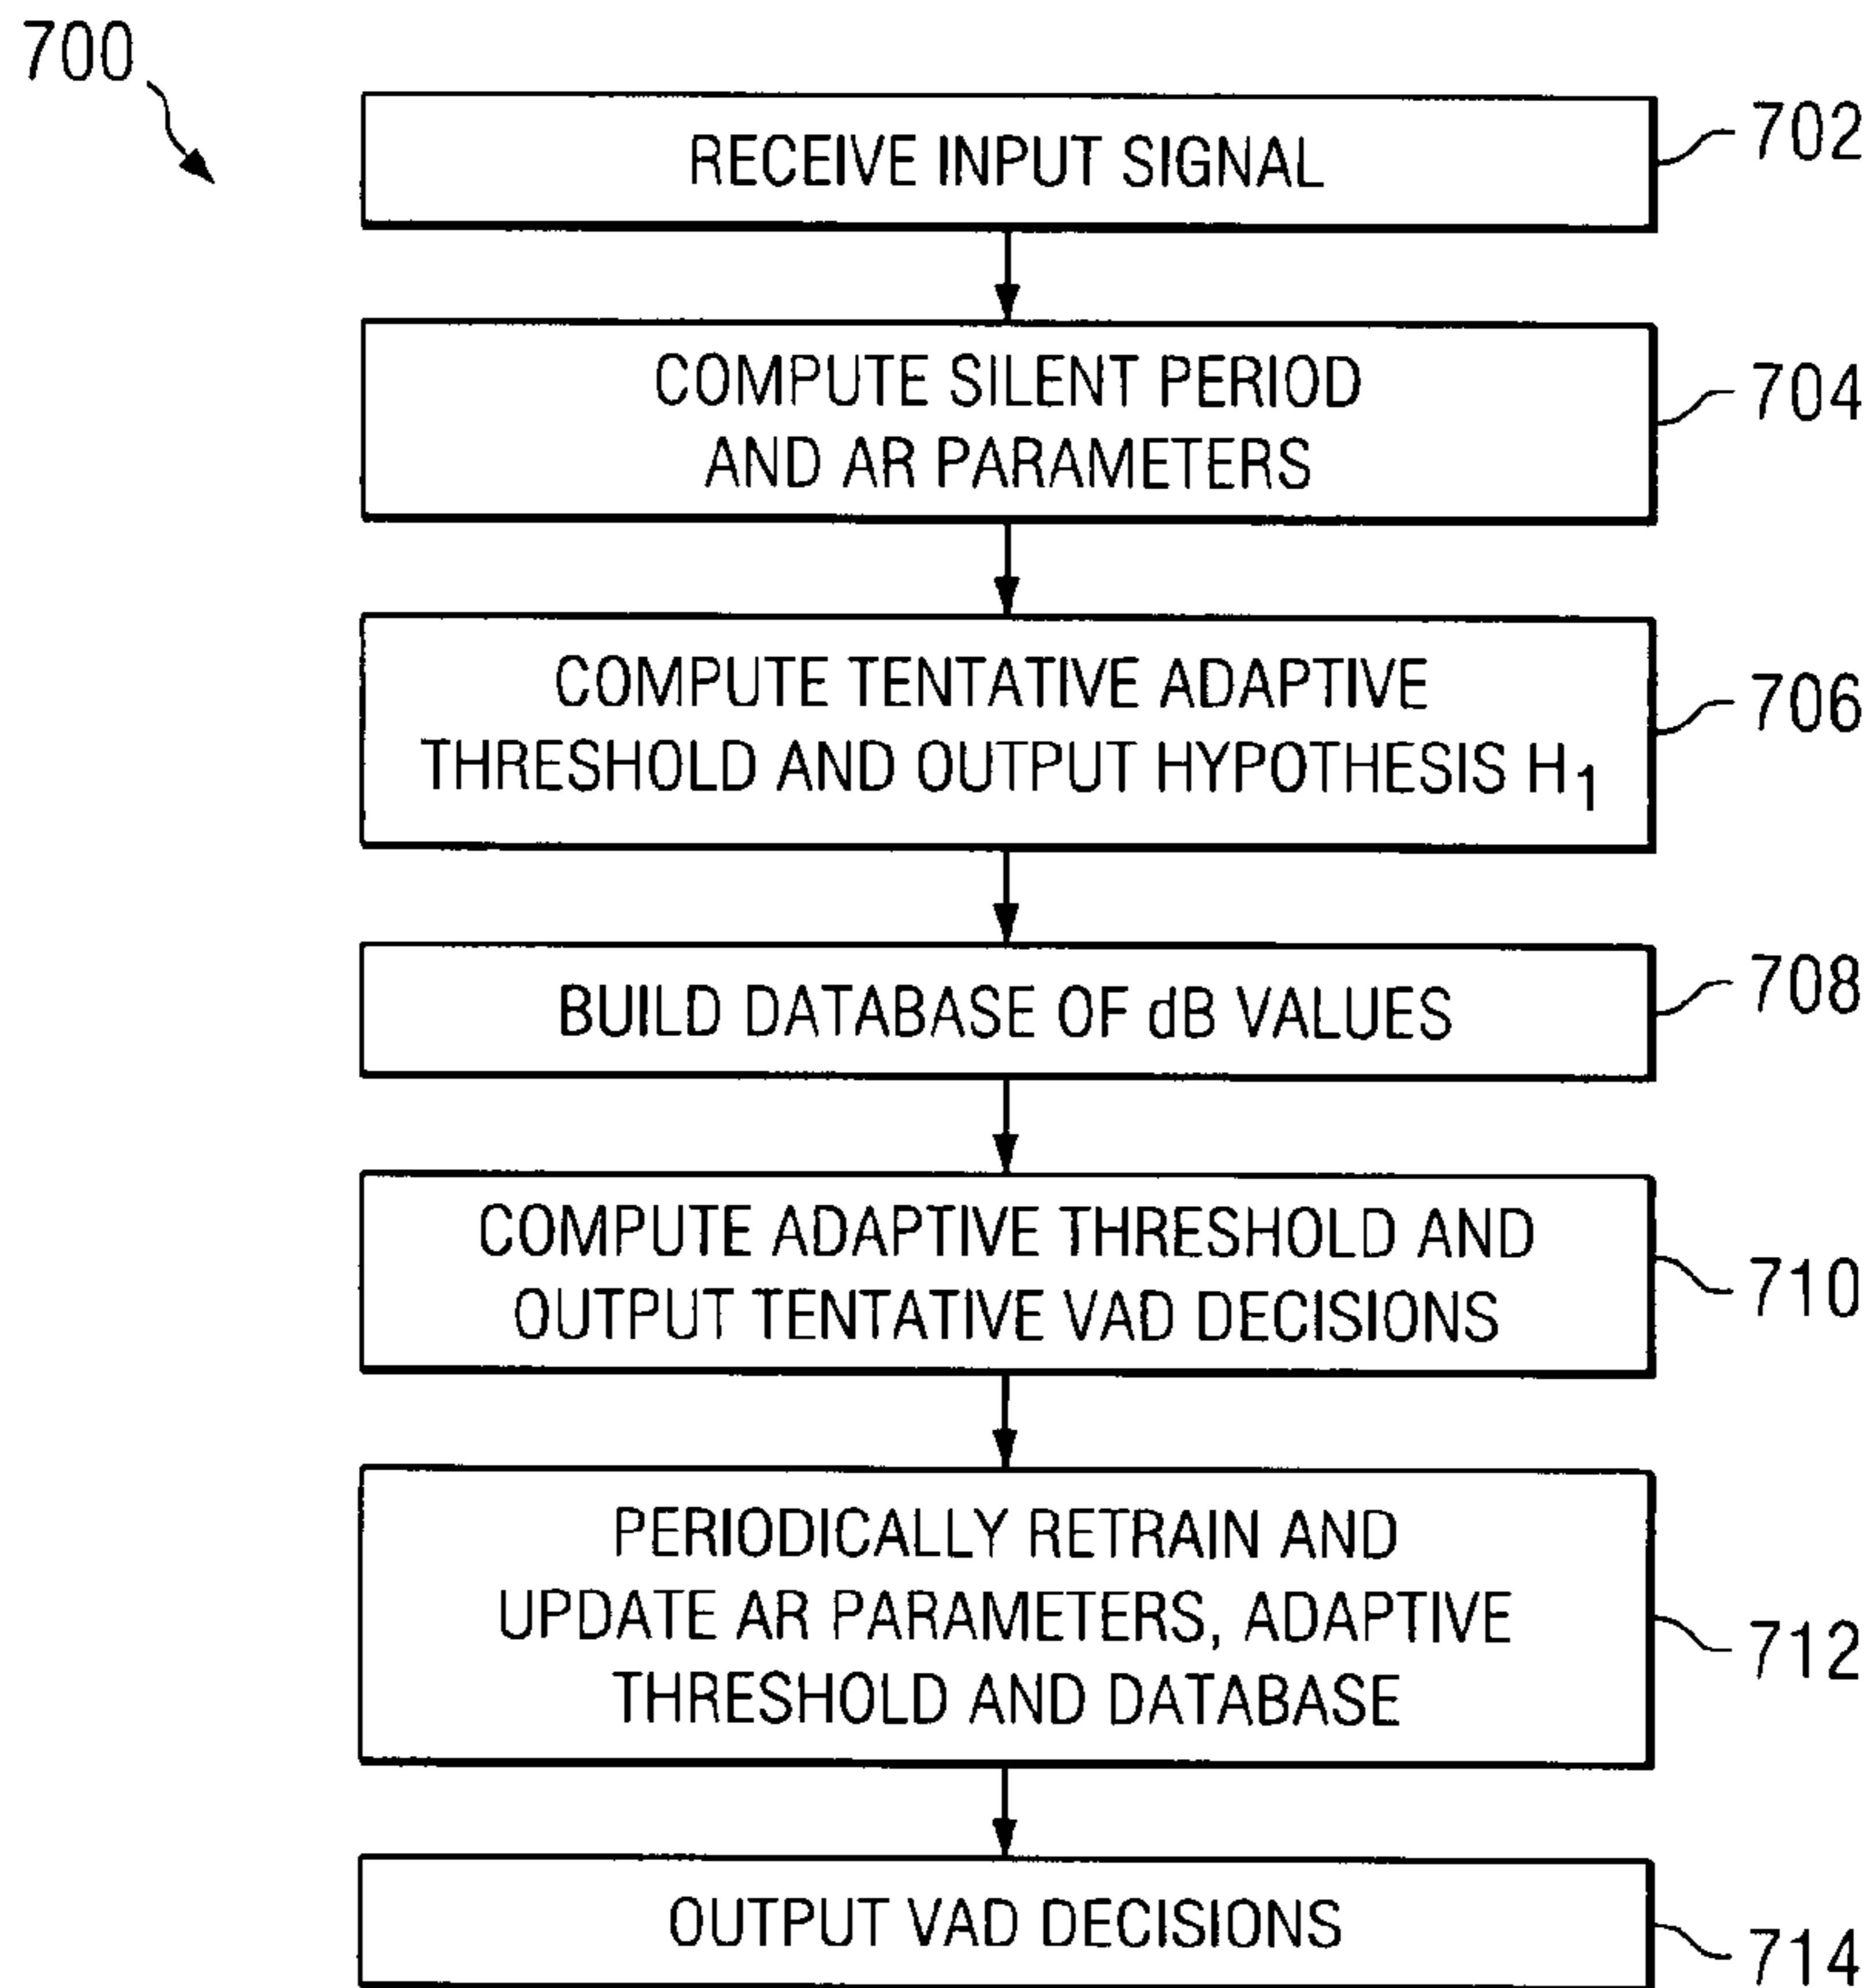 700
RECEIVE INPUT SIGNAL
702
COMPUTE SILENT PERIOD
AND AR PARAMETERS
704
COMPUTE TENTATIVE ADAPTIVE
THRESHOLD AND OUTPUT HYPOTHESIS H1
706
BUILD DATABASE OF dB VALUES
708
COMPUTE ADAPTIVE THRESHOLD AND
OUTPUT TENTATIVE VAD DECISIONS
710
PERIODICALLY RETRAIN AND
UPDATE AR PARAMETERS, ADAPTIVE
THRESHOLD AND DATABASE
712
OUTPUT VAD DECISIONS
714